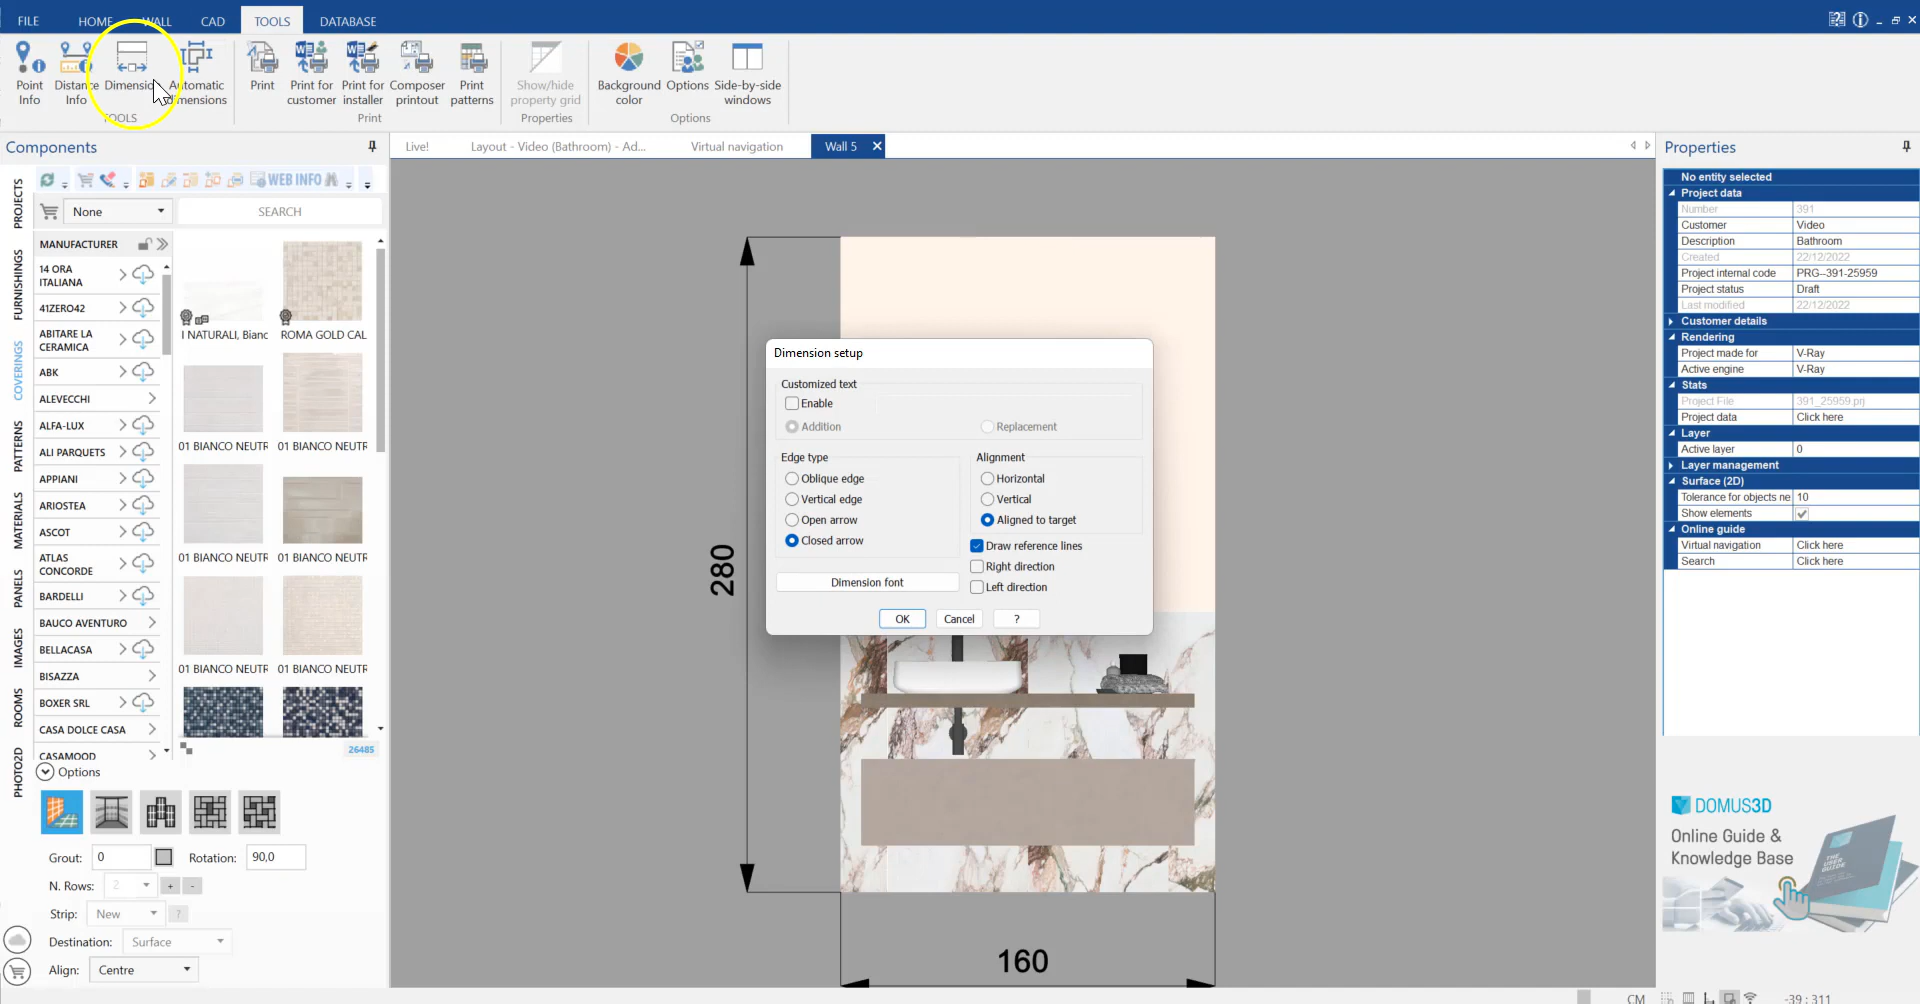 FILE
HOME
WALL
CAD
TOOLS
DATABASE
Point
Info
Distance
Info
Automatic
TOOLS
Print
Print for
customer
Print for
installer
Composer
printout
Print
patterns
Print
Show/hide
property grid
Properties
Background
color
Options
Side-by-side
windows
Options
Components
Live!
Layout - Video (Bathroom) - Ad...
Virtual navigation
Wall 5
Properties
PROJECTS
FURNISHINGS
COVERINGS
PATTERNS
MATERIALS
PANELS
IMAGES
ROOMS
PHOTO2D
WEB INFO
None
SEARCH
MANUFACTURER
14 ORA
ITALIANA
41ZERO42
ABITARE LA
CERAMICA
ABK
ALEVECCHI
ALFA-LUX
ALI PARQUETS
APPIANI
ARIOSTEA
ASCOT
ATLAS
CONCORDE
BARDELLI
BAUCO AVENTURO
BELLACASA
BISAZZA
BOXER SRL
CASA DOLCE CASA
CASAMOOD
I NATURALI, Bianc
ROMA GOLD CAL
01 BIANCO NEUTR
01 BIANCO NEUTR
01 BIANCO NEUTR
01 BIANCO NEUTR
01 BIANCO NEUTR
01 BIANCO NEUTR
26485
Options
Grout: 0
Rotation: 90,0
N. Rows: 2
+
-
Strip: New
?
Destination: Surface
Align: Centre
280
160
Dimension setup
Customized text
Enable
Addition
Replacement
Edge type
Oblique edge
Vertical edge
Open arrow
Closed arrow
Alignment
Horizontal
Vertical
Aligned to target
Draw reference lines
Right direction
Left direction
Dimension font
OK
Cancel
?
No entity selected
Project data
Number 391
Customer Video
Description Bathroom
Created 22/12/2022
Project internal code PRG--391-25959
Project status Draft
Last modified 22/12/2022
Customer details
Rendering
Project made for V-Ray
Active engine V-Ray
Stats
Project File 391_25959.prj
Project data Click here
Layer
Active layer 0
Layer management
Surface (2D)
Tolerance for objects ne 10
Show elements
Online guide
Virtual navigation Click here
Search Click here
DOMUS3D
Online Guide &
Knowledge Base
THE
USER
GUIDE
CM
-39 : 311